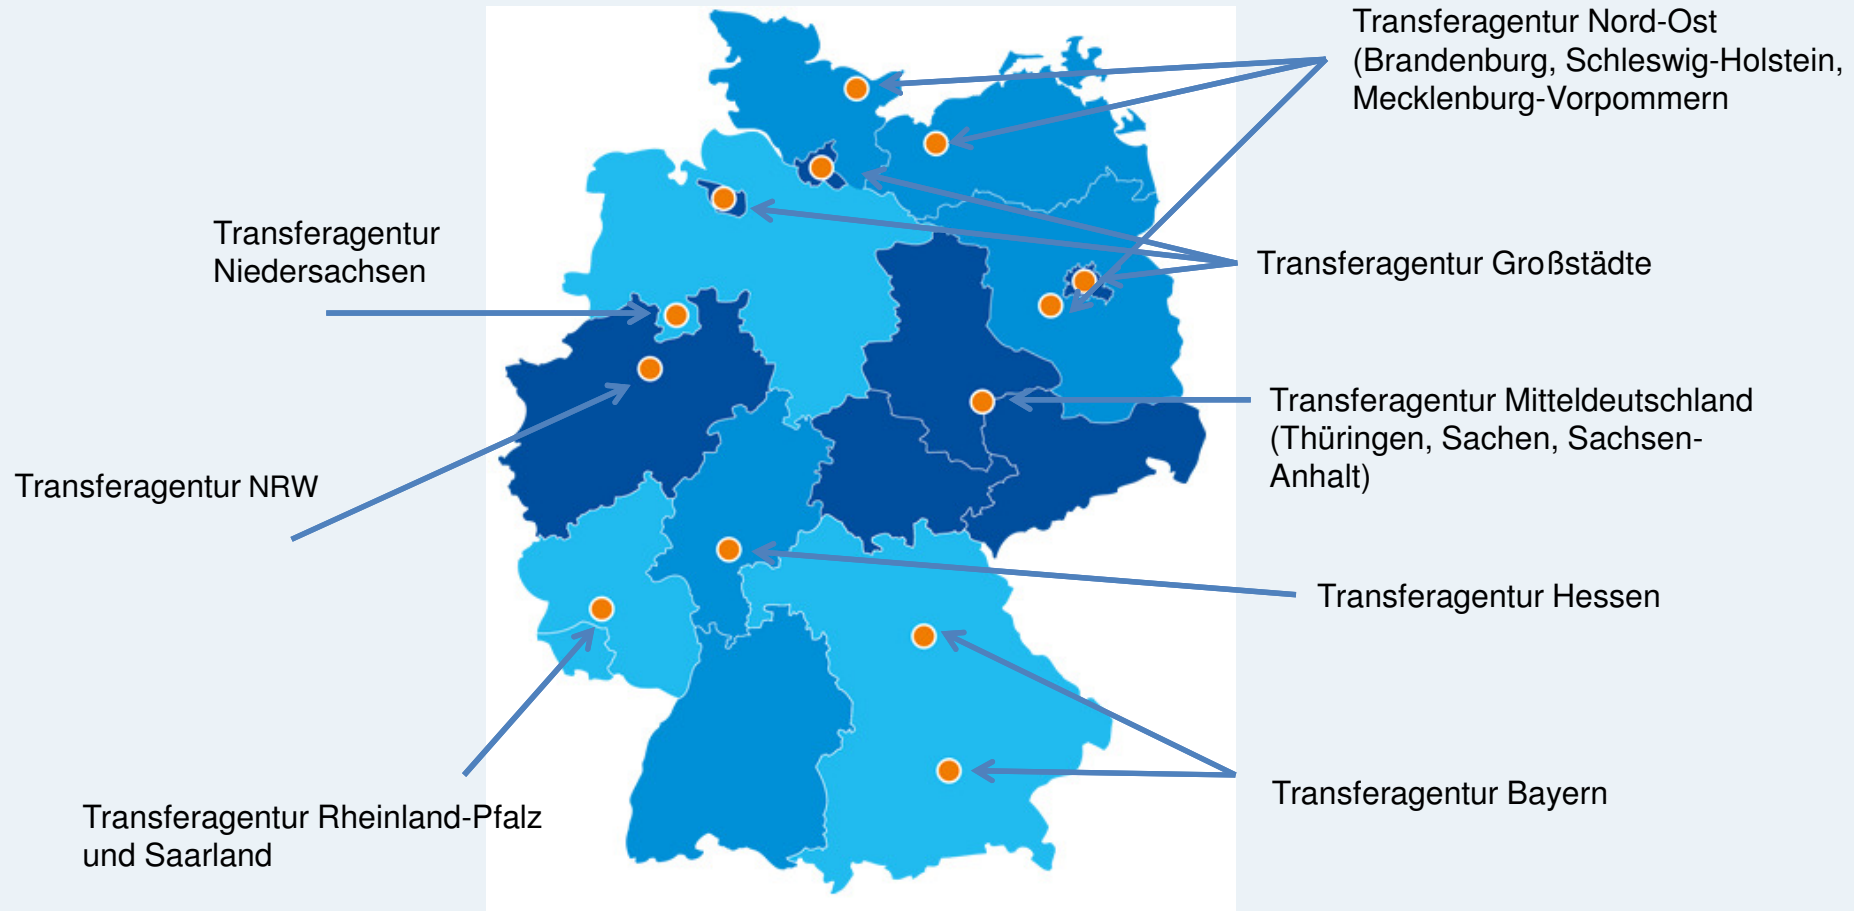 Transferagentur Nord-Ost
(Brandenburg, Schleswig-Holstein,
Mecklenburg-Vorpommern
Transferagentur
Niedersachsen
Transferagentur Großstädte
Transferagentur Mitteldeutschland
(Thüringen, Sachen, Sachsen-
Anhalt)
Transferagentur NRW
Transferagentur Hessen
Transferagentur Bayern
Transferagentur Rheinland-Pfalz
und Saarland